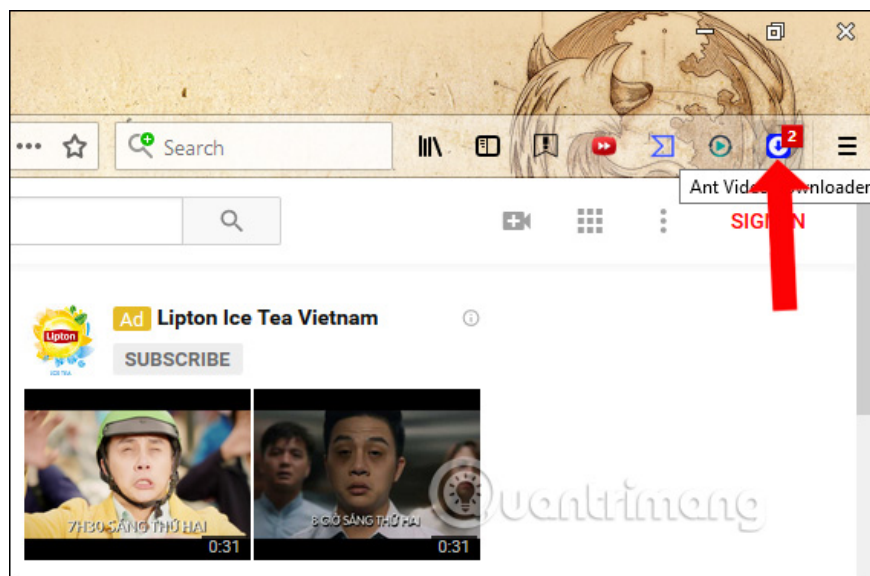 Search
2
Ant Video Downloader
SIGN IN
Lipton
ICE TEA
Ad Lipton Ice Tea Vietnam
SUBSCRIBE
7H30 SÁNG THỨ HAI
0:31
8 GIỜ SÁNG THỨ HAI
0:31
Quantrimang